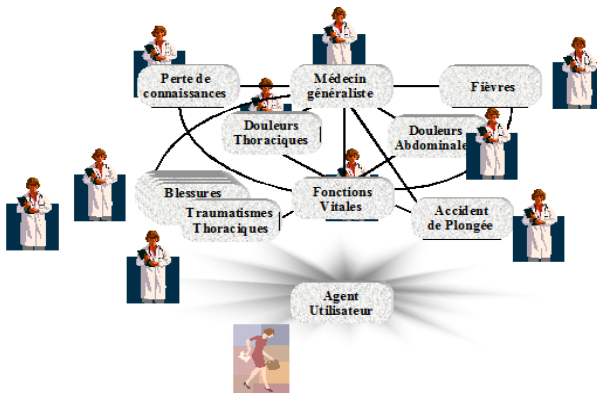 Perte de
connaissances
Médecin
généraliste
Fièvres
Douleurs
Thoraciques
Douleurs
Abdominale
Blessures
Traumatismes
Thoraciques
Fonctions
Vitales
Accident
de Plongée
Agent
Utilisateur